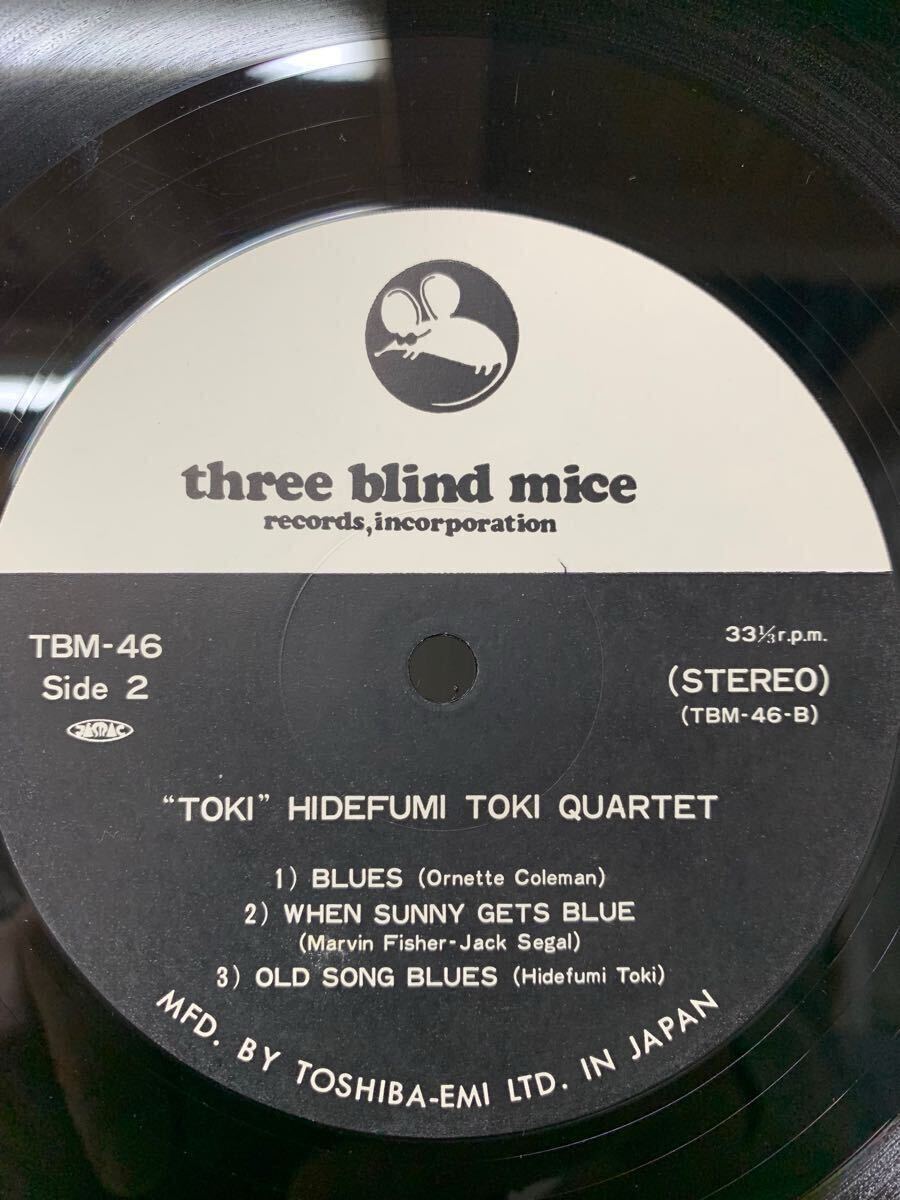 three blind mice
records,incorporation
TBM-46
33⅓r.p.m.
Side 2
(STEREO)
JASRAC
(TBM-46-B)
“TOKI” HIDEFUMI TOKI QUARTET
1) BLUES (Ornette Coleman)
2) WHEN SUNNY GETS BLUE
(Marvin Fisher-Jack Segal)
3) OLD SONG BLUES (Hidefumi Toki)
MFD. BY TOSHIBA-EMI LTD. IN JAPAN